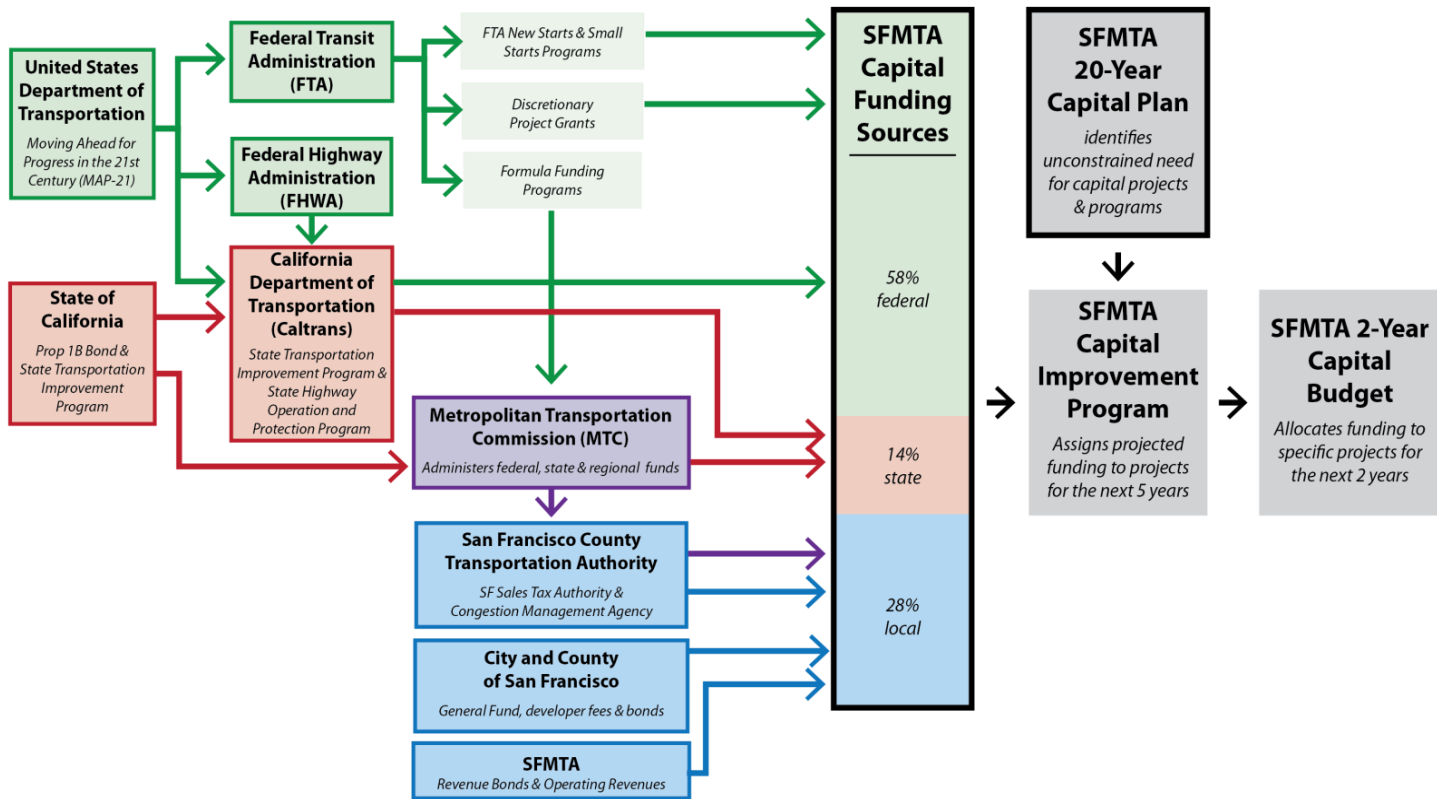 United States
Department of
Transportation
Moving Ahead for
Progress in the 21st
Century (MAP-21)
Federal Transit
Administration
(FTA)
Federal Highway
Administration
(FHWA)
FTA New Starts & Small
Starts Programs
Discretionary
Project Grants
Formula Funding
Programs
State of
California
Prop 1B Bond &
State Transportation
Improvement
Program
California
Department of
Transportation
(Caltrans)
State Transportation
Improvement Program &
State Highway
Operation and
Protection Program
Metropolitan Transportation
Commission (MTC)
Administers federal, state & regional funds
San Francisco County
Transportation Authority
SF Sales Tax Authority &
Congestion Management Agency
City and County
of San Francisco
General Fund, developer fees & bonds
SFMTA
Revenue Bonds & Operating Revenues
SFMTA
Capital
Funding
Sources
58%
federal
14%
state
28%
local
SFMTA
20-Year
Capital Plan
identifies
unconstrained need
for capital projects
& programs
SFMTA
Capital
Improvement
Program
Assigns projected
funding to projects
for the next 5 years
SFMTA 2-Year
Capital
Budget
Allocates funding to
specific projects for
the next 2 years